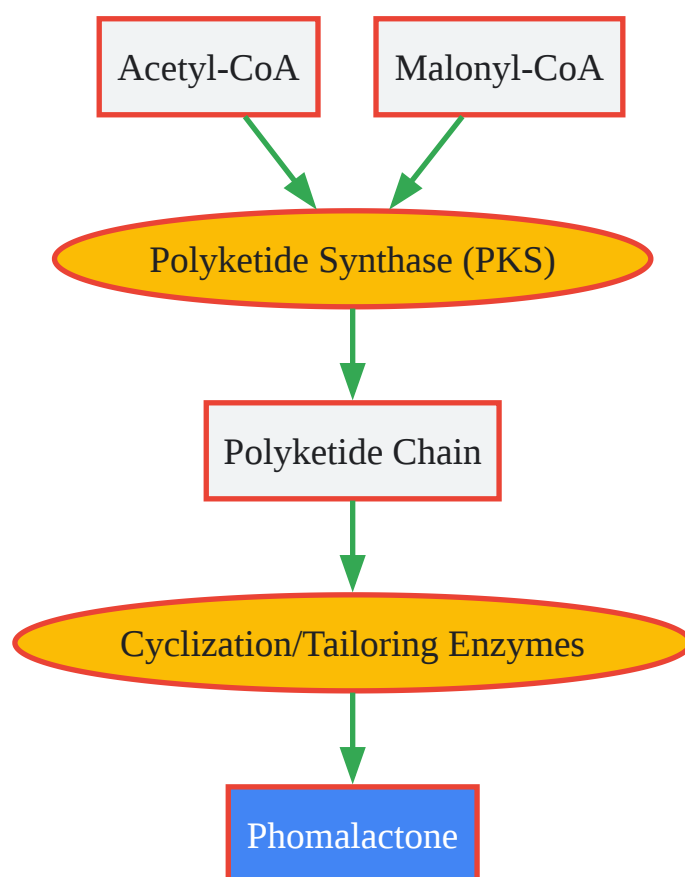 Acetyl-CoA
Malonyl-CoA
Polyketide Synthase (PKS)
Polyketide Chain
Cyclization/Tailoring Enzymes
Phomalactone